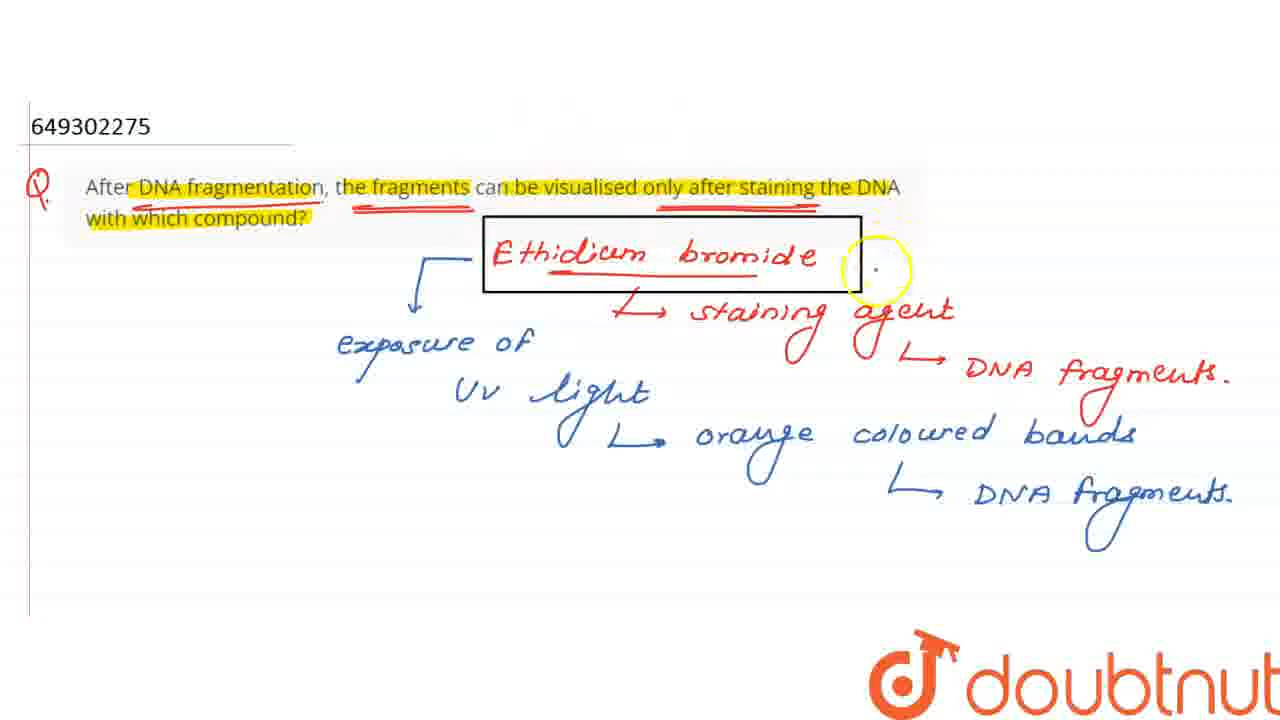 649302275
Q. After DNA fragmentation, the fragments can be visualised only after staining the DNA
with which compound?
Ethidium bromide
staining agent
DNA fragments.
exposure of
UV light
orange coloured bands
DNA fragments.
doubtnut